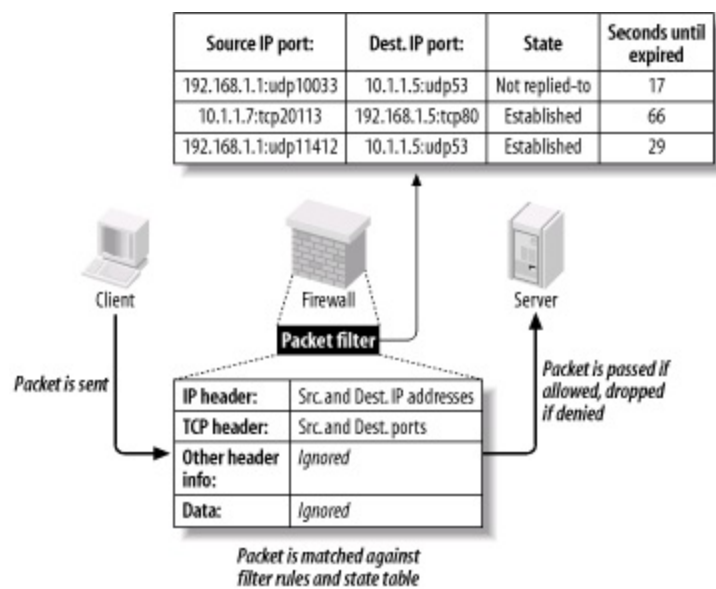 Source IP port: Dest. IP port: State Seconds until expired
192.168.1.1:udp10033 10.1.1.5:udp53 Not replied-to 17
10.1.1.7:tcp20113 192.168.1.5:tcp80 Established 66
192.168.1.1:udp11412 10.1.1.5:udp53 Established 29
Client
Firewall
Server
Packet filter
Packet is sent
Packet is passed if
allowed, dropped
if denied
IP header: Src. and Dest. IP addresses
TCP header: Src. and Dest. ports
Other header info: Ignored
Data: Ignored
Packet is matched against
filter rules and state table